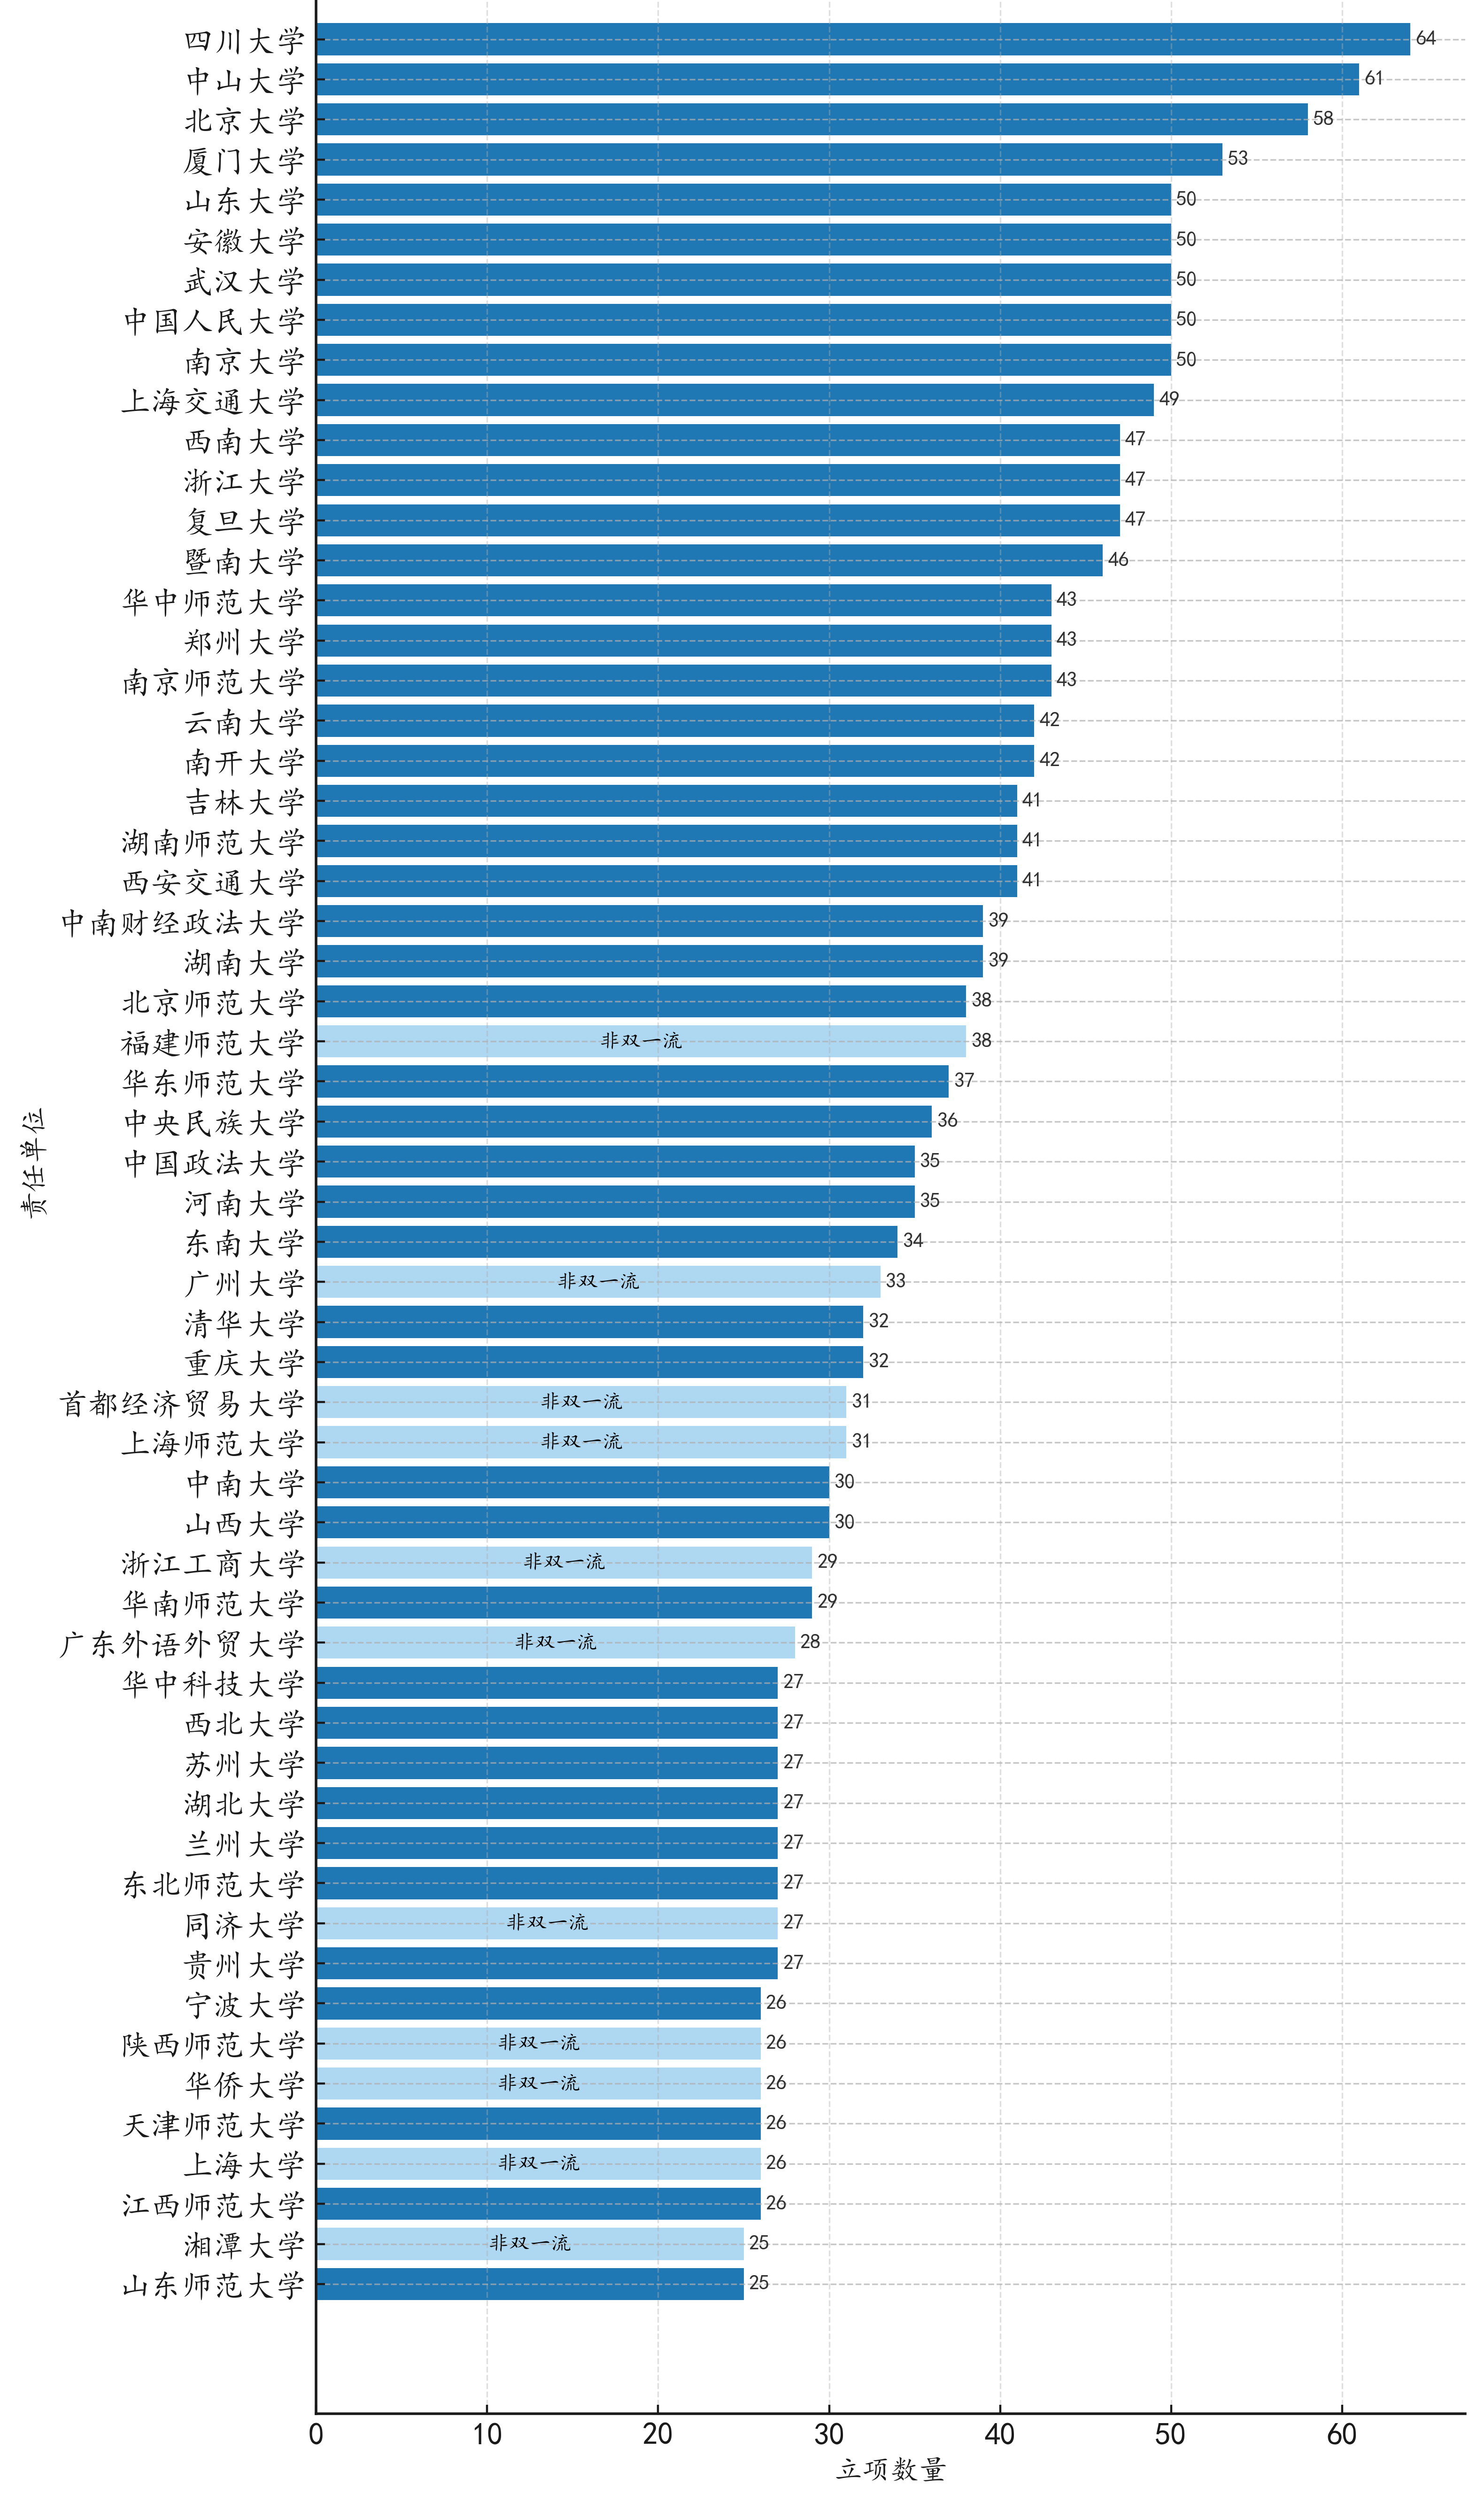 四川大学 64
中山大学 61
北京大学 58
厦门大学 53
山东大学 50
安徽大学 50
武汉大学 50
中国人民大学 50
南京大学 50
上海交通大学 49
西南大学 47
浙江大学 47
复旦大学 47
暨南大学 46
华中师范大学 43
郑州大学 43
南京师范大学 43
云南大学 42
南开大学 42
吉林大学 41
湖南师范大学 41
西安交通大学 41
中南财经政法大学 39
湖南大学 39
北京师范大学 38
福建师范大学 非双一流 38
华东师范大学 37
中央民族大学 36
中国政法大学 35
河南大学 35
东南大学 34
广州大学 非双一流 33
清华大学 32
重庆大学 32
首都经济贸易大学 非双一流 31
上海师范大学 非双一流 31
中南大学 30
山西大学 30
浙江工商大学 非双一流 29
华南师范大学 29
广东外语外贸大学 非双一流 28
华中科技大学 27
西北大学 27
苏州大学 27
湖北大学 27
兰州大学 27
东北师范大学 27
同济大学 非双一流 27
贵州大学 27
宁波大学 26
陕西师范大学 非双一流 26
华侨大学 非双一流 26
天津师范大学 26
上海大学 非双一流 26
江西师范大学 26
湘潭大学 非双一流 25
山东师范大学 25
责任单位
0 10 20 30 40 50 60
立项数量